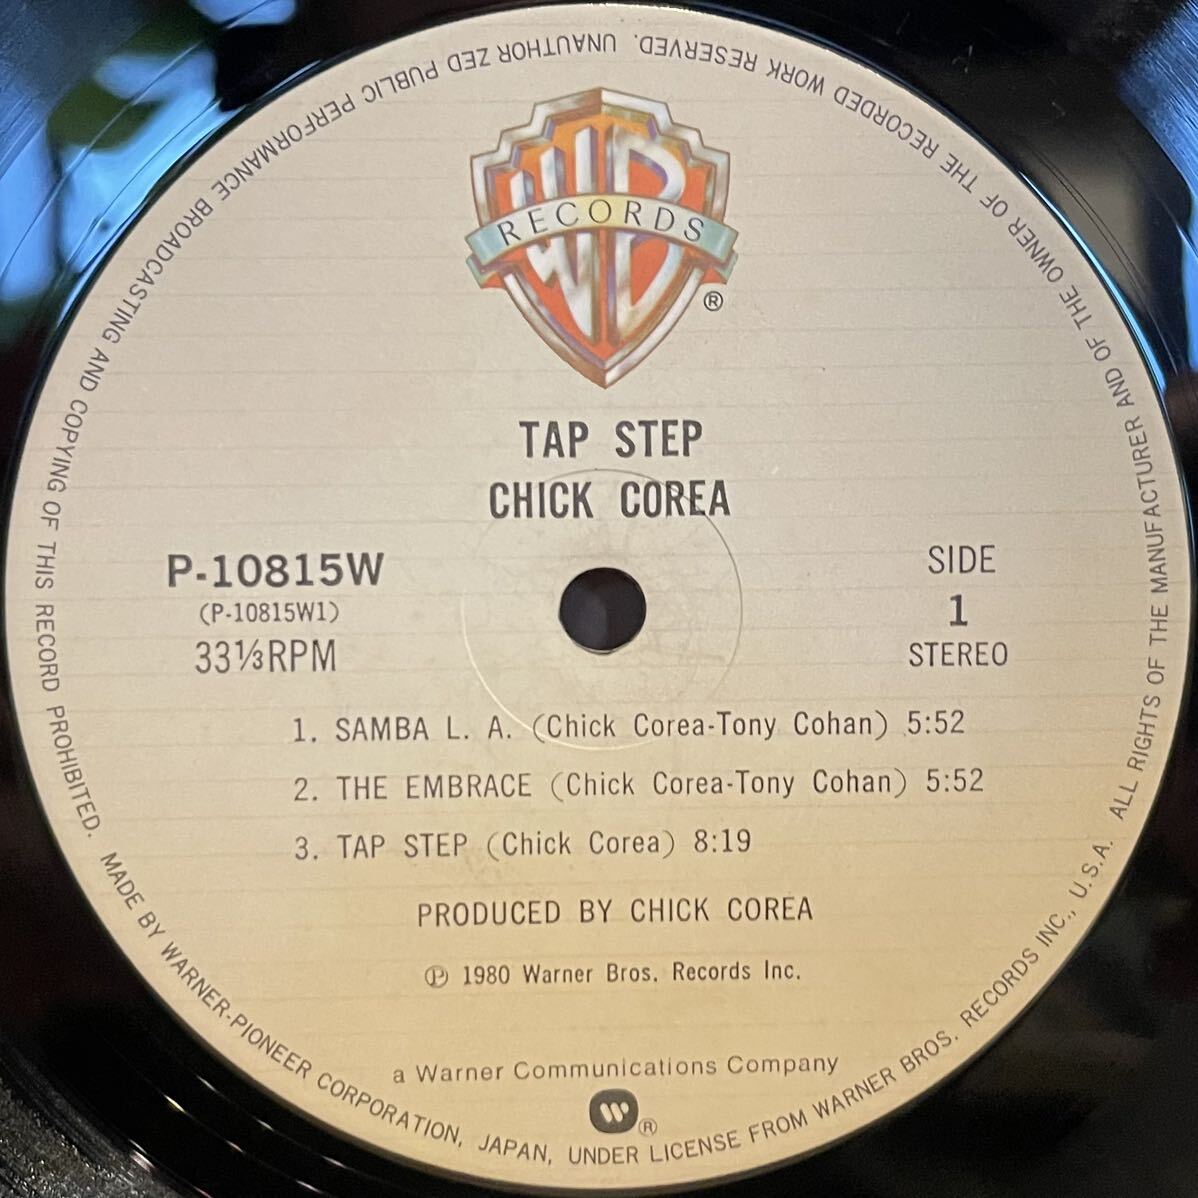 WB
RECORDS
®
TAP STEP
CHICK COREA
P-10815W
(P-10815W1)
33⅓RPM
SIDE
1
STEREO
1. SAMBA L. A. (Chick Corea-Tony Cohan) 5:52
2. THE EMBRACE (Chick Corea-Tony Cohan) 5:52
3. TAP STEP (Chick Corea) 8:19
PRODUCED BY CHICK COREA
℗ 1980 Warner Bros. Records Inc.
a Warner Communications Company
®
MADE BY WARNER-PIONEER CORPORATION, JAPAN, UNDER LICENSE FROM WARNER BROS. RECORDS INC., U.S.A. ALL RIGHTS OF THE MANUFACTURER AND OF THE OWNER OF THE RECORDED WORK RESERVED. UNAUTHOR ZED PUBLIC PERFORMANCE BROADCASTING AND COPYING OF THIS RECORD PROHIBITED.